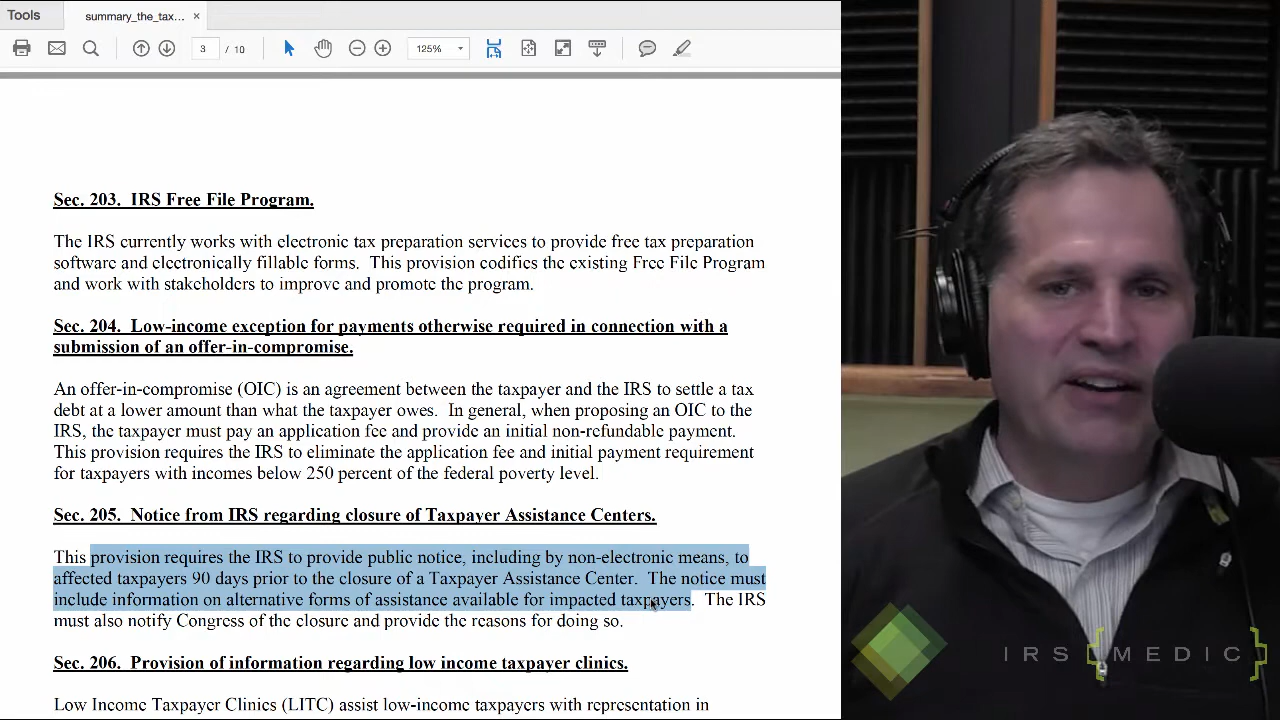 Tools
summary_the_tax... ×
3 / 10
125%
Sec. 203. IRS Free File Program.
The IRS currently works with electronic tax preparation services to provide free tax preparation
software and electronically fillable forms. This provision codifies the existing Free File Program
and work with stakeholders to improve and promote the program.
Sec. 204. Low-income exception for payments otherwise required in connection with a
submission of an offer-in-compromise.
An offer-in-compromise (OIC) is an agreement between the taxpayer and the IRS to settle a tax
debt at a lower amount than what the taxpayer owes. In general, when proposing an OIC to the
IRS, the taxpayer must pay an application fee and provide an initial non-refundable payment.
This provision requires the IRS to eliminate the application fee and initial payment requirement
for taxpayers with incomes below 250 percent of the federal poverty level.
Sec. 205. Notice from IRS regarding closure of Taxpayer Assistance Centers.
This provision requires the IRS to provide public notice, including by non-electronic means, to
affected taxpayers 90 days prior to the closure of a Taxpayer Assistance Center. The notice must
include information on alternative forms of assistance available for impacted taxpayers. The IRS
must also notify Congress of the closure and provide the reasons for doing so.
Sec. 206. Provision of information regarding low income taxpayer clinics.
Low Income Taxpayer Clinics (LITC) assist low-income taxpayers with representation in
IRS{MEDIC}